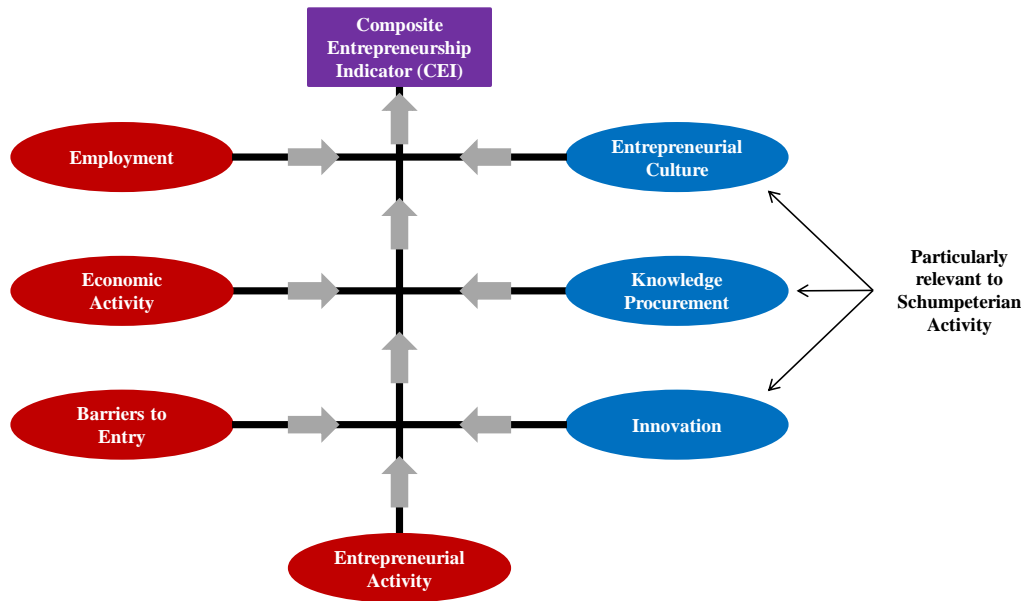 Composite
Entrepreneurship
Indicator (CEI)
Employment
Entrepreneurial
Culture
Economic
Activity
Knowledge
Procurement
Particularly
relevant to
Schumpeterian
Activity
Barriers to
Entry
Innovation
Entrepreneurial
Activity